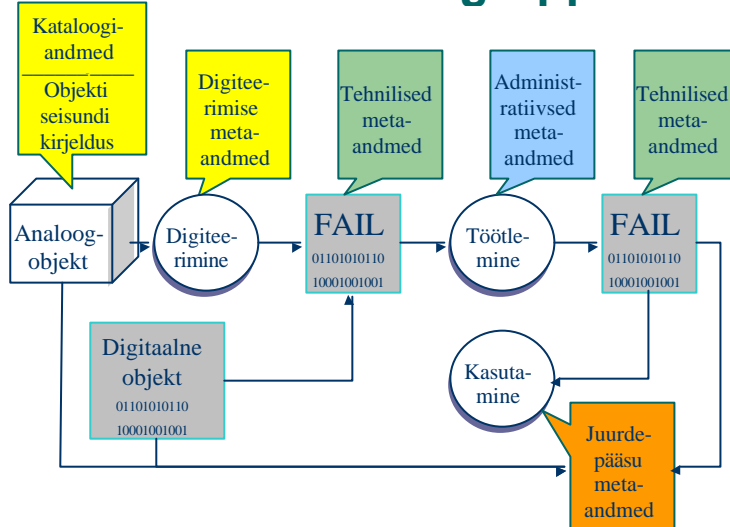 Kataloogi-
andmed
Objekti
seisundi
kirjeldus
Digitee-
rimise
meta-
andmed
Tehnilised
meta-
andmed
Administ-
ratiivsed
meta-
andmed
Tehnilised
meta-
andmed
Analoog-
objekt
Digitee-
rimine
FAIL
01101010110
10001001001
Töötle-
mine
FAIL
01101010110
10001001001
Digitaalne
objekt
01101010110
10001001001
Kasuta-
mine
Juurde-
pääsu
meta-
andmed